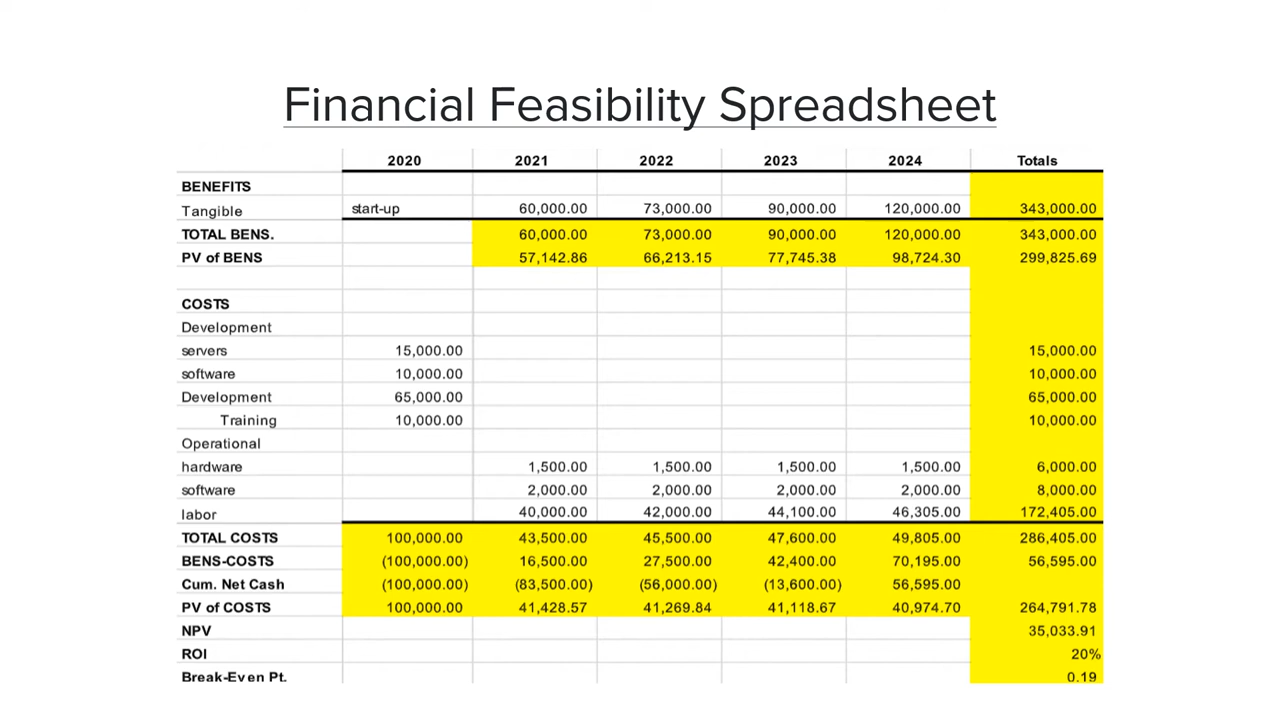 Financial Feasibility Spreadsheet
2020 2021 2022 2023 2024 Totals
BENEFITS
Tangible start-up 60,000.00 73,000.00 90,000.00 120,000.00 343,000.00
TOTAL BENS. 60,000.00 73,000.00 90,000.00 120,000.00 343,000.00
PV of BENS 57,142.86 66,213.15 77,745.38 98,724.30 299,825.69
COSTS
Development
servers 15,000.00 15,000.00
software 10,000.00 10,000.00
Development 65,000.00 65,000.00
Training 10,000.00 10,000.00
Operational
hardware 1,500.00 1,500.00 1,500.00 1,500.00 6,000.00
software 2,000.00 2,000.00 2,000.00 2,000.00 8,000.00
labor 40,000.00 42,000.00 44,100.00 46,305.00 172,405.00
TOTAL COSTS 100,000.00 43,500.00 45,500.00 47,600.00 49,805.00 286,405.00
BENS-COSTS (100,000.00) 16,500.00 27,500.00 42,400.00 70,195.00 56,595.00
Cum. Net Cash (100,000.00) (83,500.00) (56,000.00) (13,600.00) 56,595.00
PV of COSTS 100,000.00 41,428.57 41,269.84 41,118.67 40,974.70 264,791.78
NPV 35,033.91
ROI 20%
Break-Even Pt. 0.19